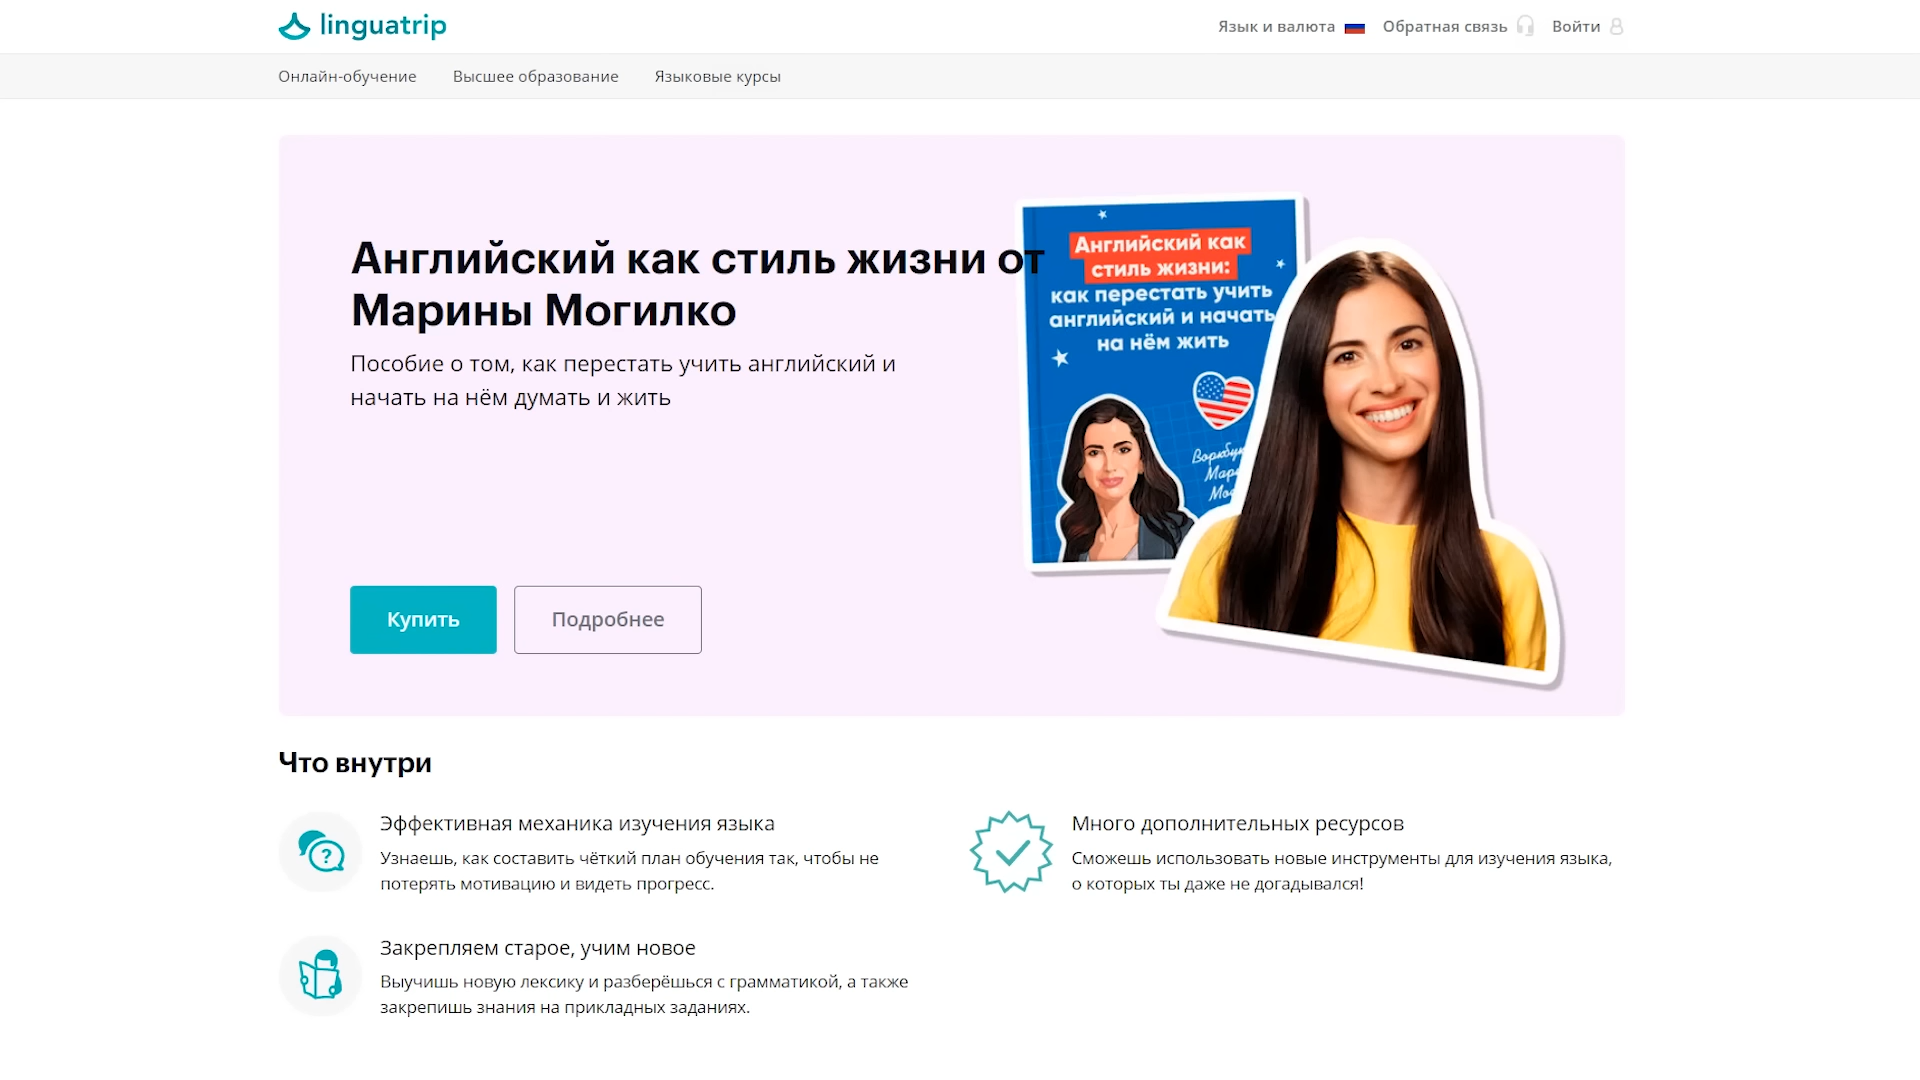 linguatrip
Язык и валюта
Обратная связь
Войти
Онлайн-обучение
Высшее образование
Языковые курсы
Английский как стиль жизни от
Марины Могилко
Пособие о том, как перестать учить английский и
начать на нём думать и жить
Купить
Подробнее
Английский как
стиль жизни:
как перестать учить
английский и начать
на нём жить
Что внутри
Эффективная механика изучения языка
Узнаешь, как составить чёткий план обучения так, чтобы не
потерять мотивацию и видеть прогресс.
Много дополнительных ресурсов
Сможешь использовать новые инструменты для изучения языка,
о которых ты даже не догадывался!
Закрепляем старое, учим новое
Выучишь новую лексику и разберёшься с грамматикой, а также
закрепишь знания на прикладных заданиях.